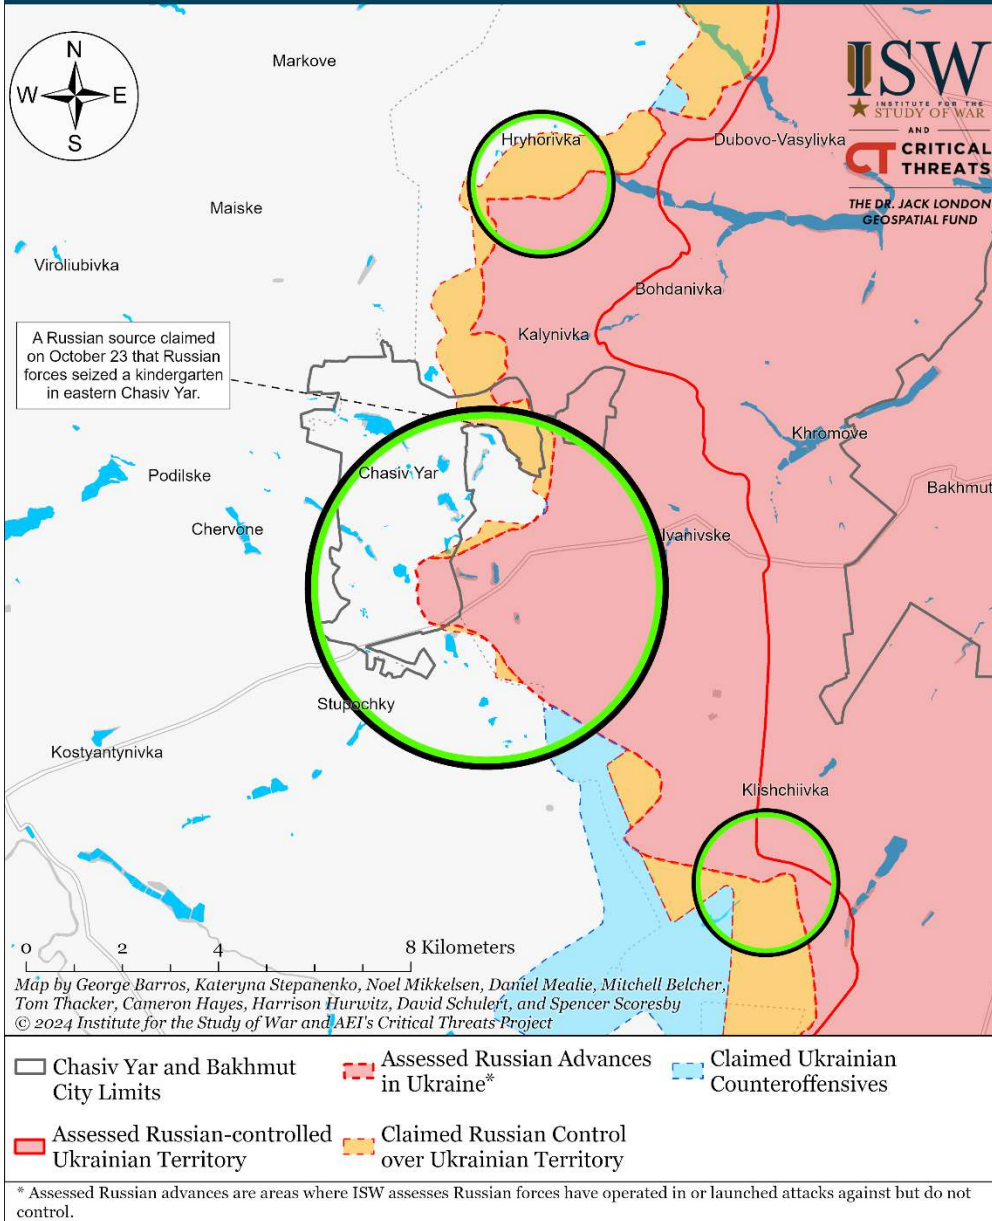 N
W E
S
Markove
ISW
INSTITUTE FOR THE
STUDY OF WAR
AND
CT CRITICAL
THREATS
THE DR. JACK LONDON
GEOSPATIAL FUND
Hryhorivka
Dubovo-Vasylivka
Maiske
Viroliubivka
Bohdanivka
Kalynivka
A Russian source claimed
on October 23 that Russian
forces seized a kindergarten
in eastern Chasiv Yar.
Khromove
Chasiv Yar
Podilske
Bakhmut
Chervone
Ivanivske
Stupochky
Kostyantynivka
Klishchiivka
0 2 4 8 Kilometers
Map by George Barros, Kateryna Stepanenko, Noel Mikkelsen, Daniel Mealie, Mitchell Belcher,
Tom Thacker, Cameron Hayes, Harrison Hurwitz, David Schulert, and Spencer Scoresby
© 2024 Institute for the Study of War and AEI's Critical Threats Project
Chasiv Yar and Bakhmut
City Limits
Assessed Russian Advances
in Ukraine*
Claimed Ukrainian
Counteroffensives
Assessed Russian-controlled
Ukrainian Territory
Claimed Russian Control
over Ukrainian Territory
* Assessed Russian advances are areas where ISW assesses Russian forces have operated in or launched attacks against but do not
control.